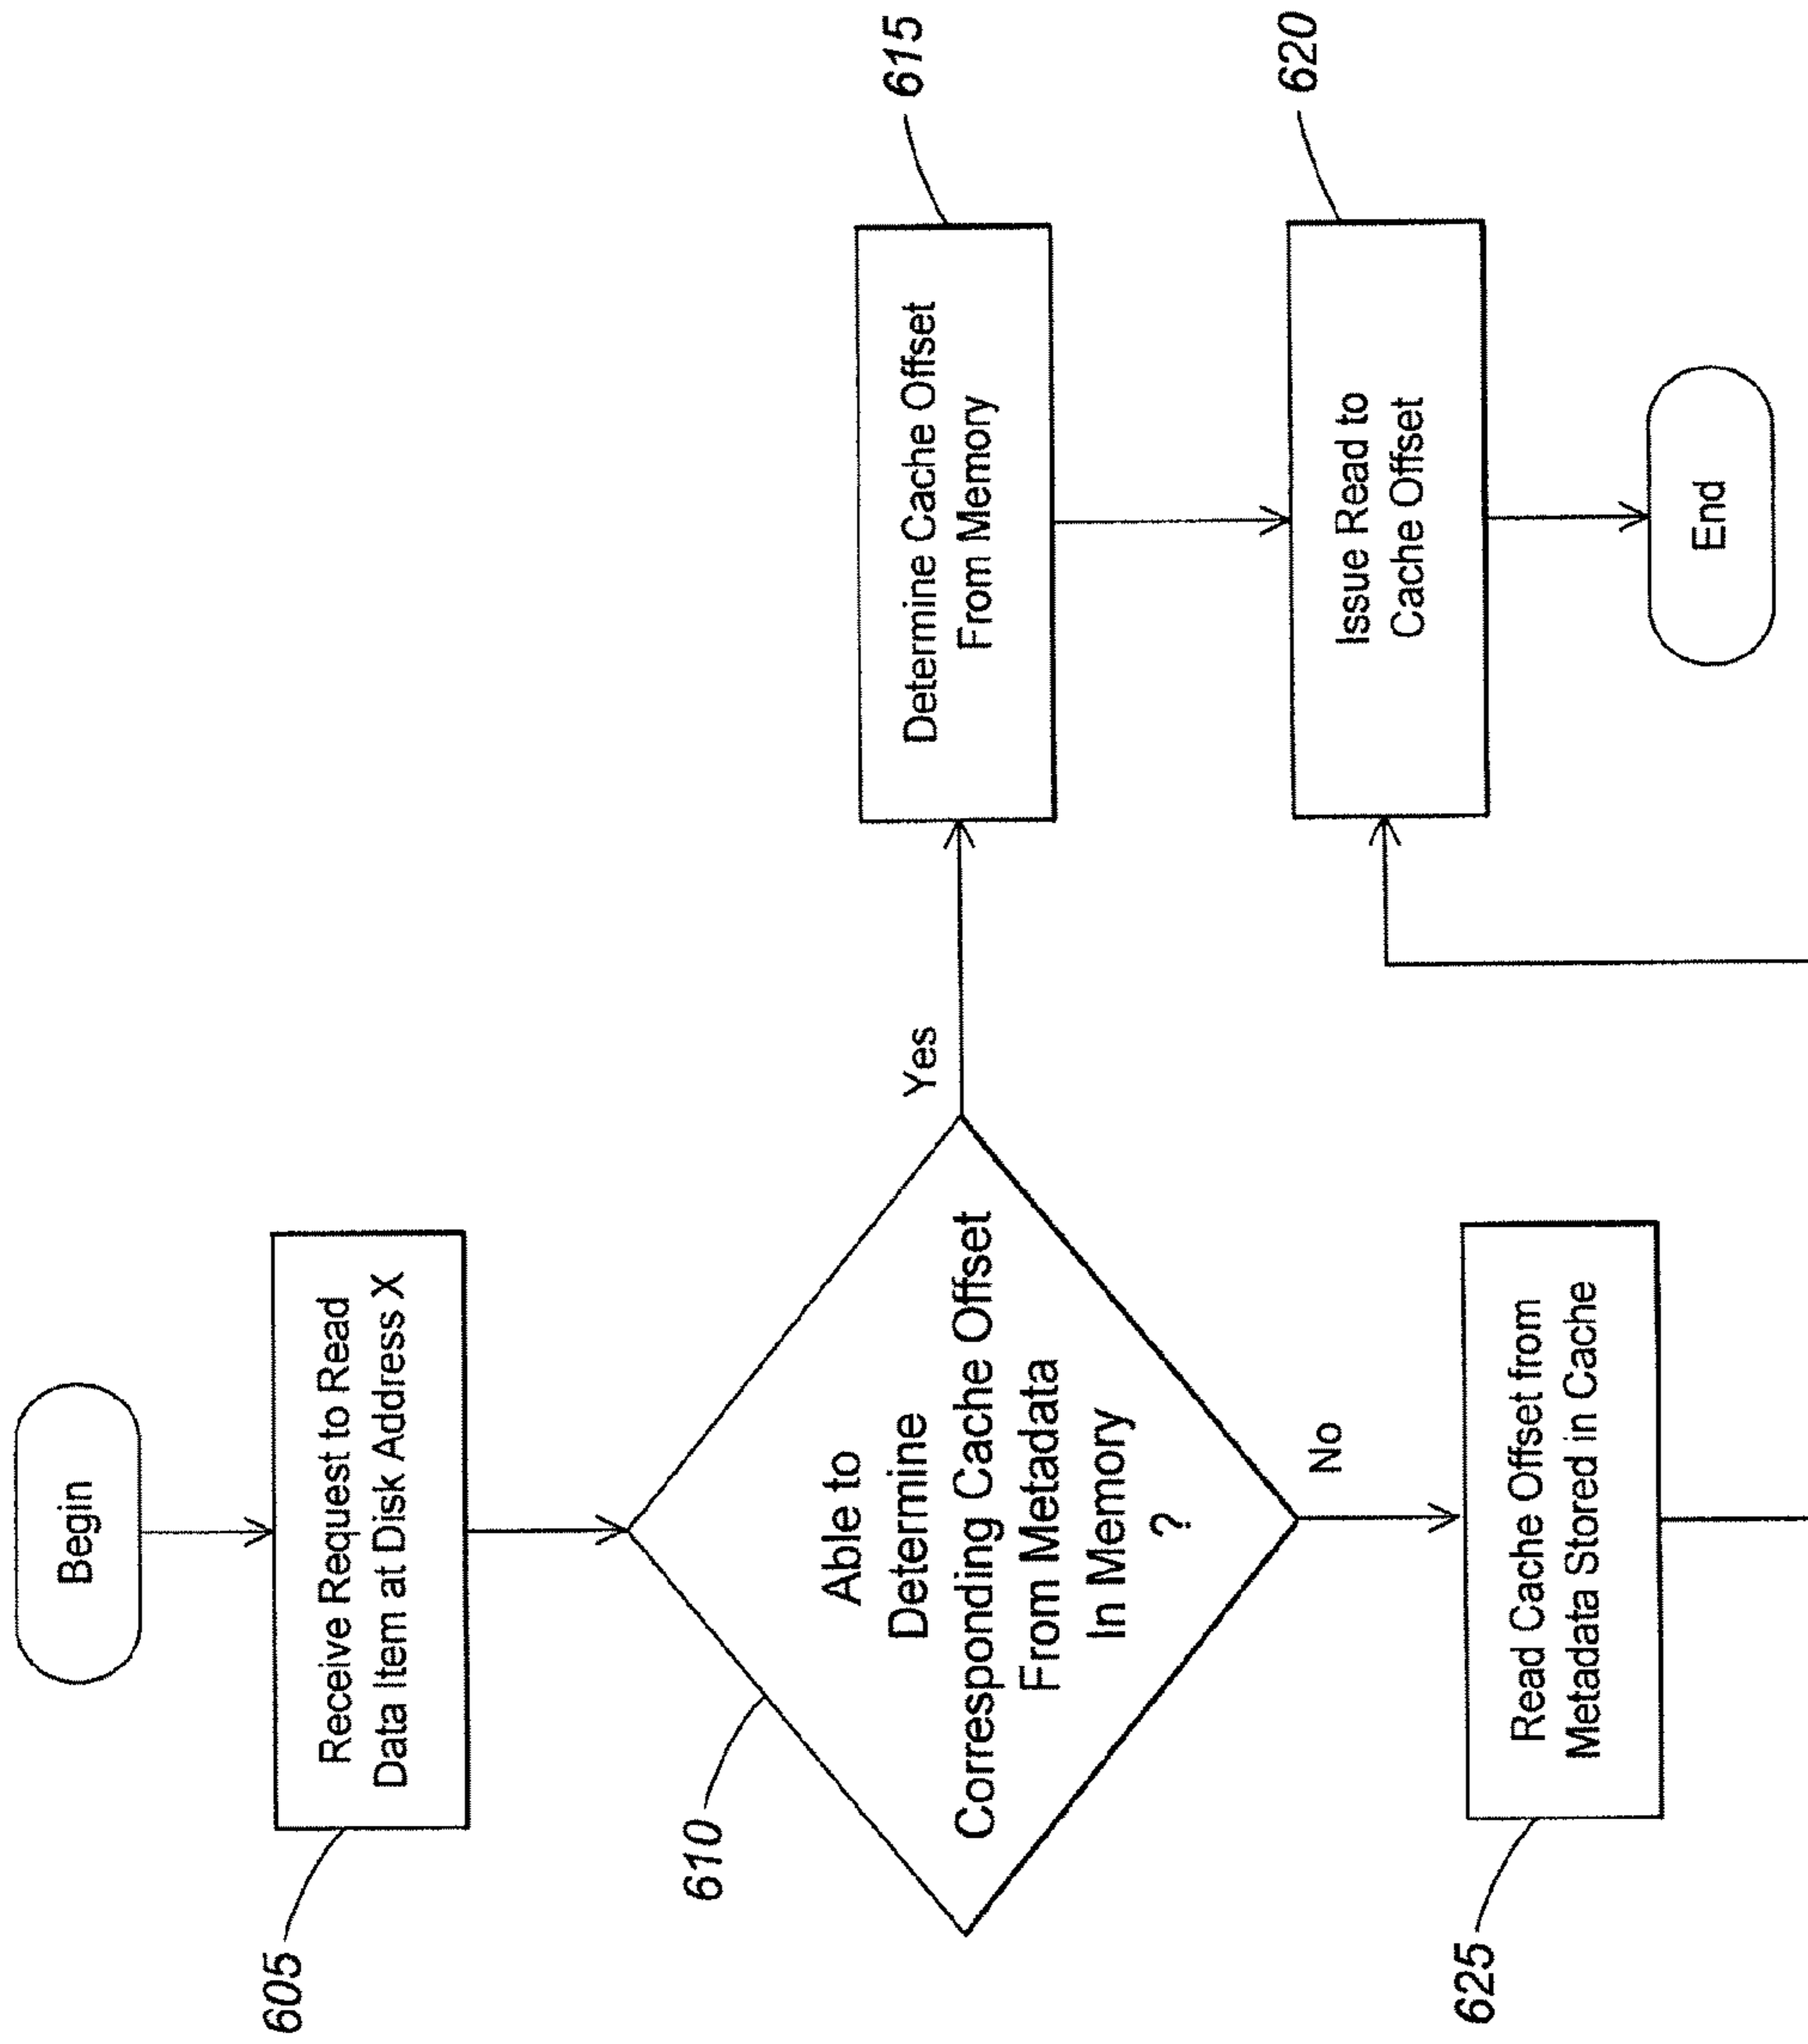 Begin
605
Receive Request to Read
Data Item at Disk Address X
610
Able to
Determine
Corresponding Cache Offset
From Metadata
In Memory
?
Yes
615
Determine Cache Offset
From Memory
620
Issue Read to
Cache Offset
End
No
625
Read Cache Offset from
Metadata Stored in Cache